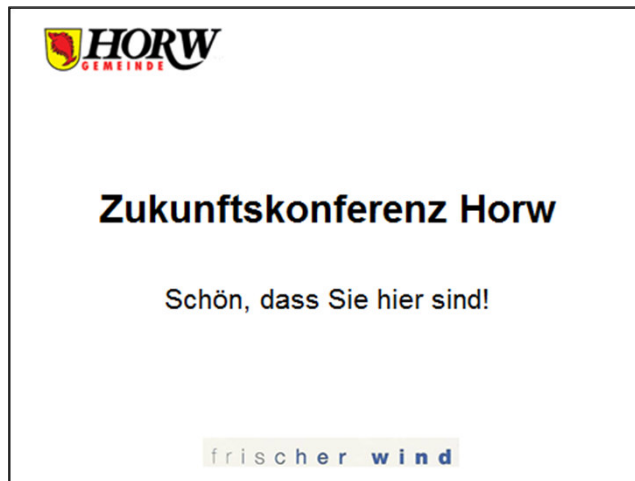 HORW
GEMEINDE
Zukunftskonferenz Horw
Schön, dass Sie hier sind!
frischer wind